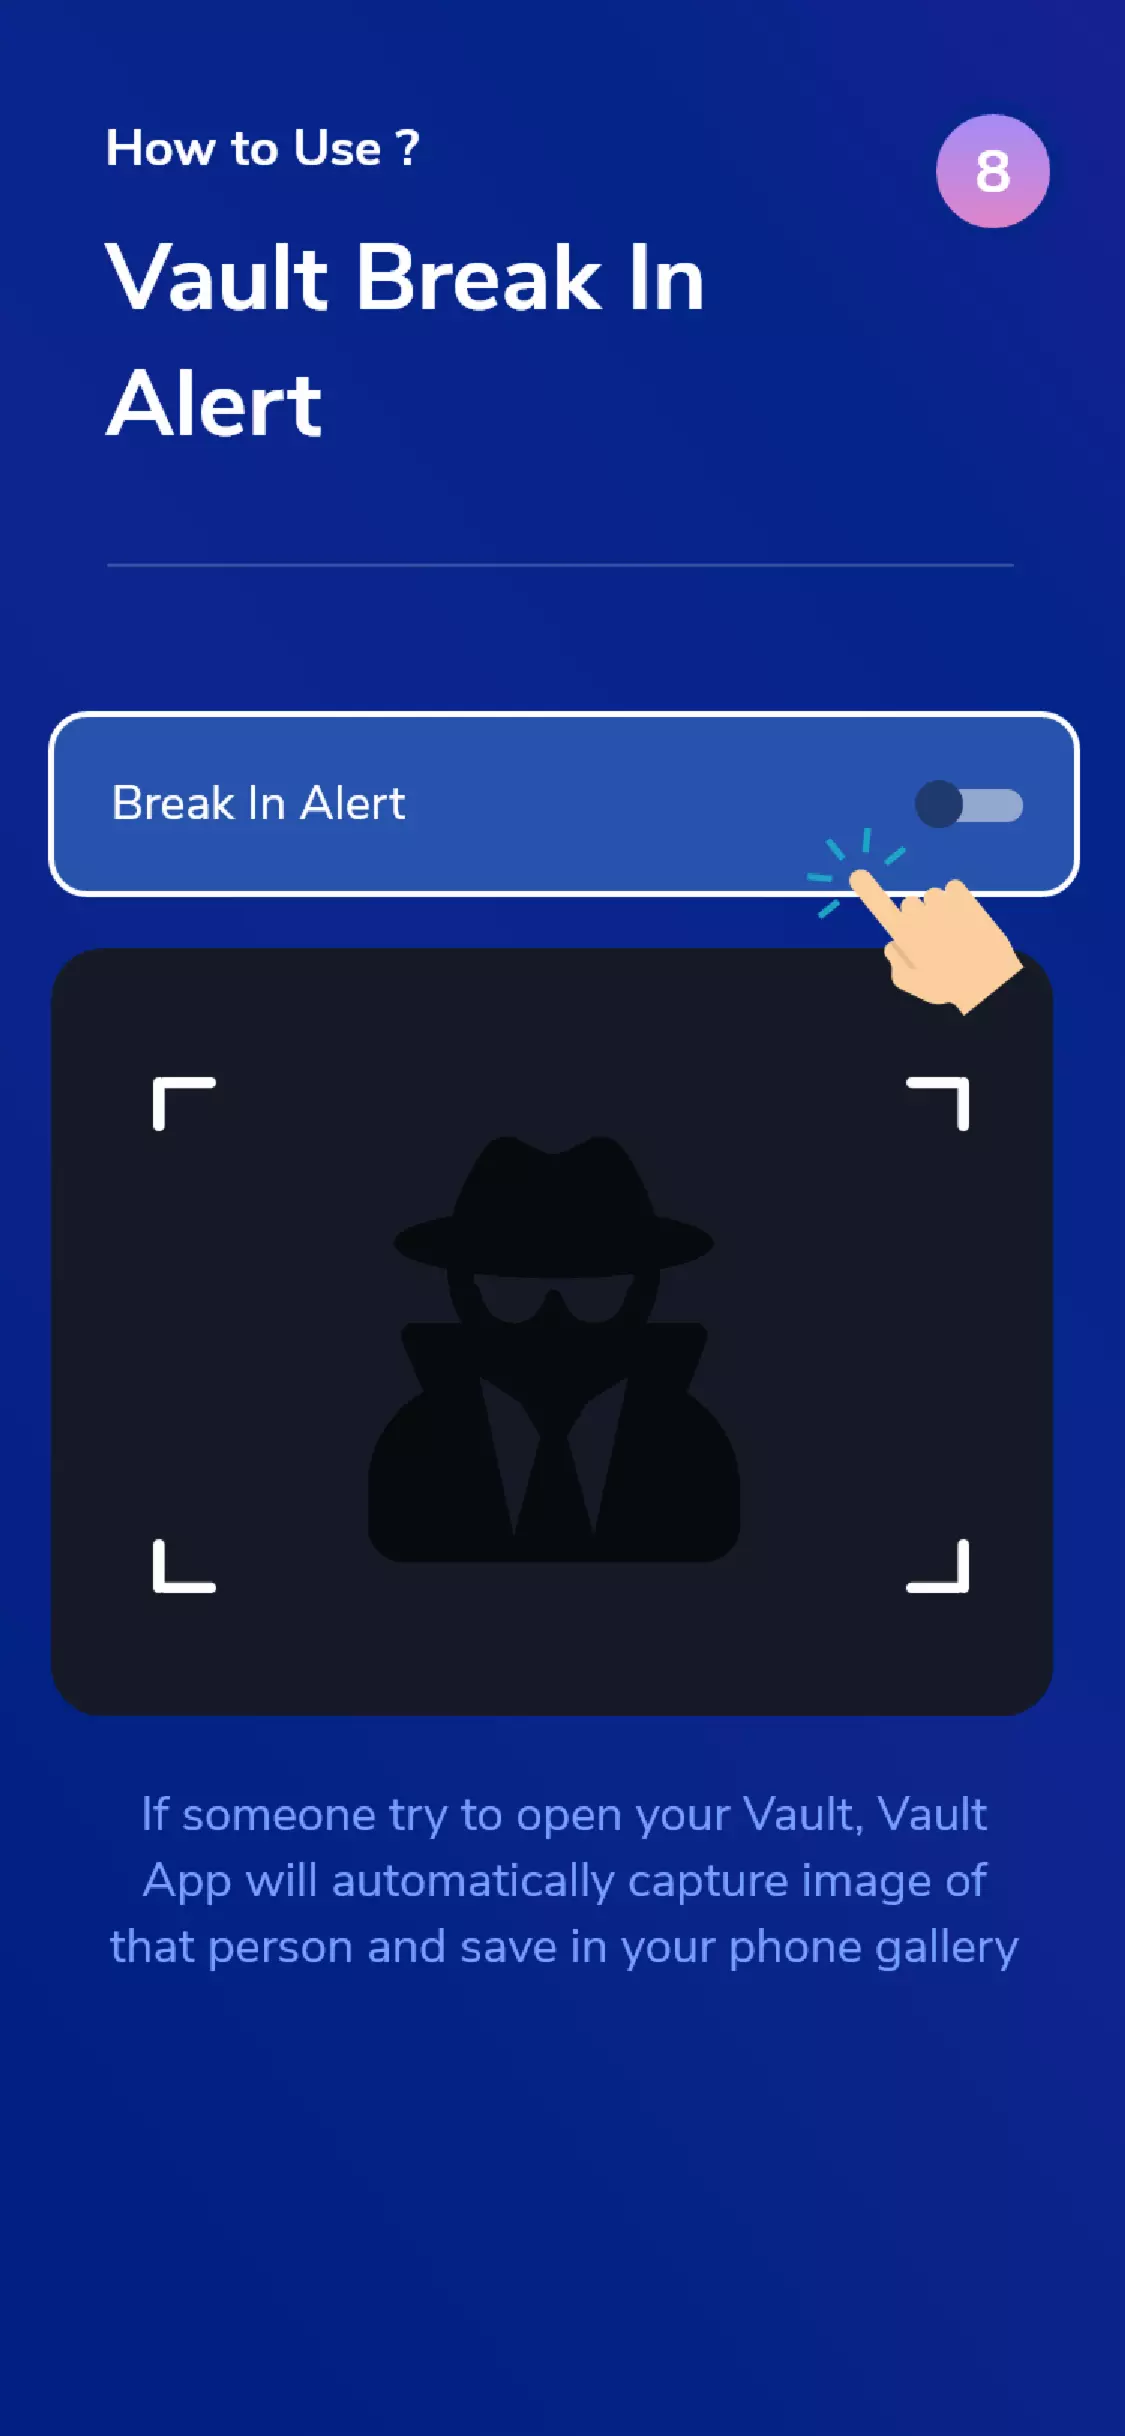 How to Use ?
8
Vault Break In
Alert
Break In Alert
If someone try to open your Vault, Vault
App will automatically capture image of
that person and save in your phone gallery